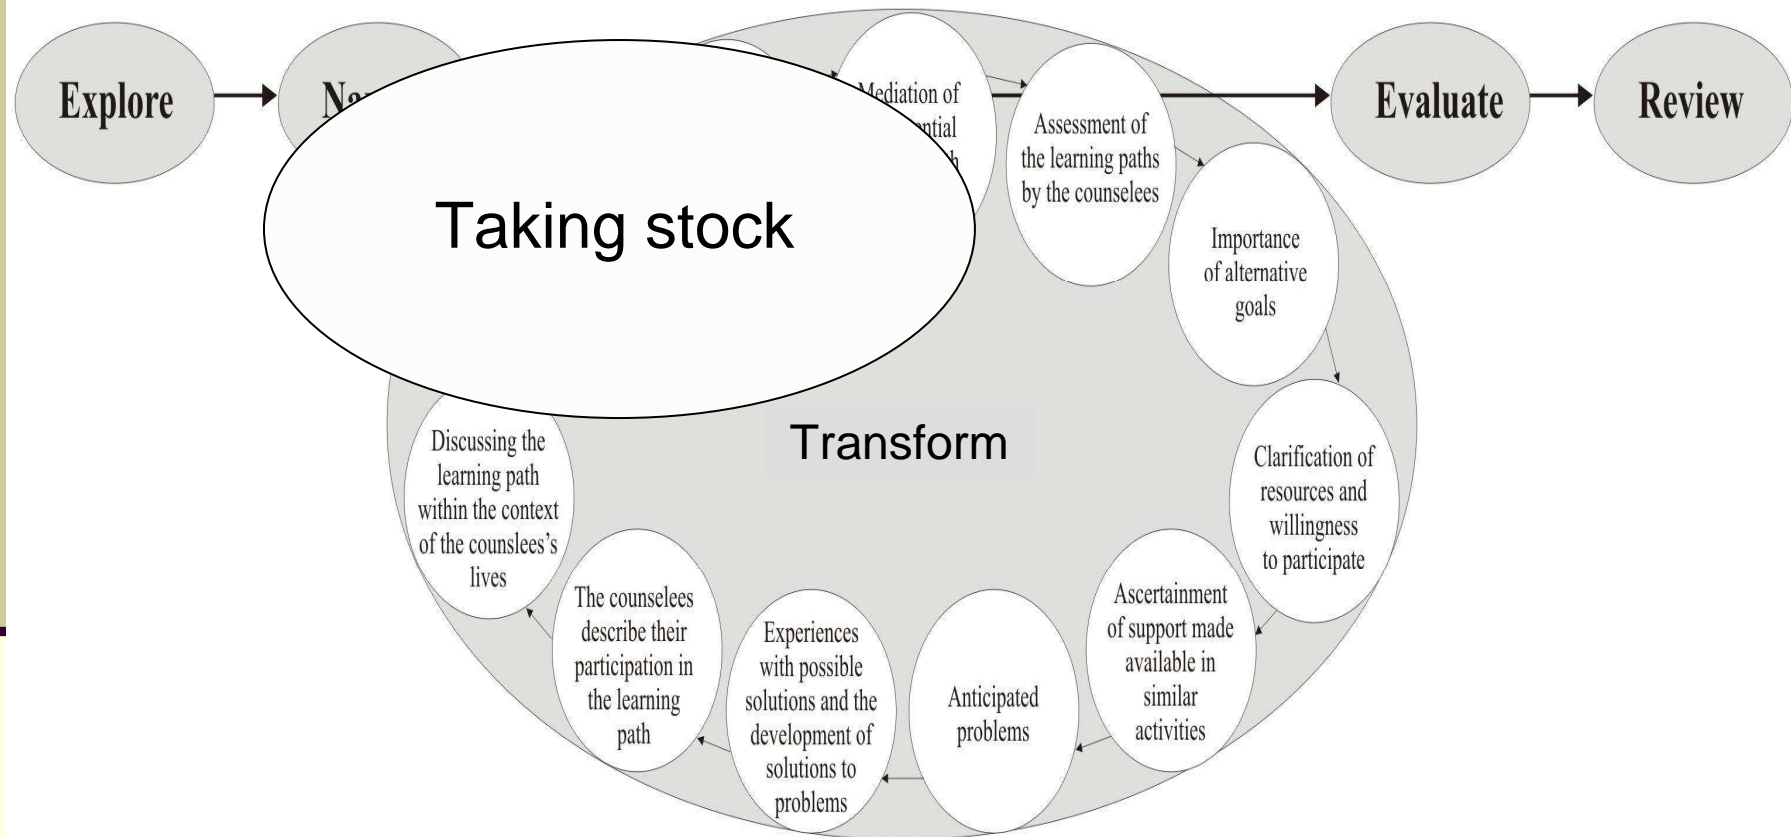 Explore
Evaluate
Review
Taking stock
Mediation of
Assessment of
the learning paths
by the counselees
Importance
of alternative
goals
Clarification of
resources and
willingness
to participate
Ascertainment
of support made
available in
similar
activities
Anticipated
problems
Experiences
with possible
solutions and the
development of
solutions to
problems
The counselees
describe their
participation in
the learning
path
Discussing the
learning path
within the context
of the counslees's
lives
Transform